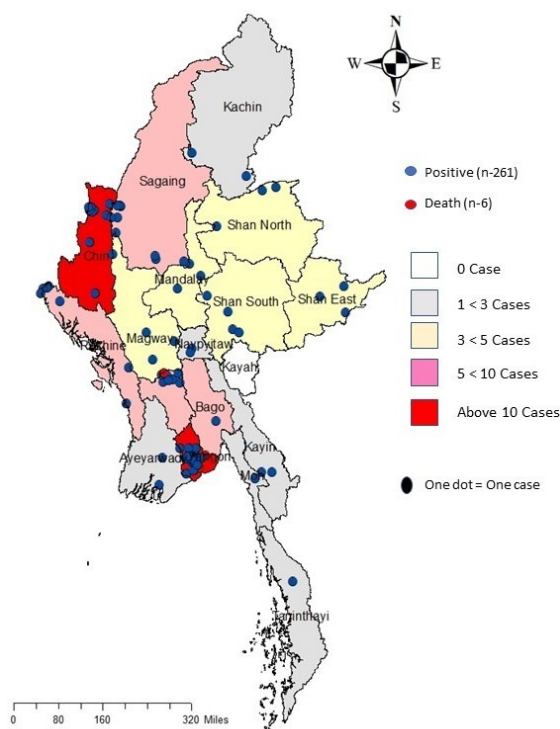 N
W E
S
Kachin
Sagaing
Positive (n-261)
Death (n-6)
Shan North
Chin
0 Case
Mandalay
Shan South
Shan East
1 < 3 Cases
Rakhine
Magway
Naypyitaw
3 < 5 Cases
Kayah
5 < 10 Cases
Bago
Above 10 Cases
Kayin
Ayeyarwady
Mon
One dot = One case
Taninthayi
0 80 160 320 Miles